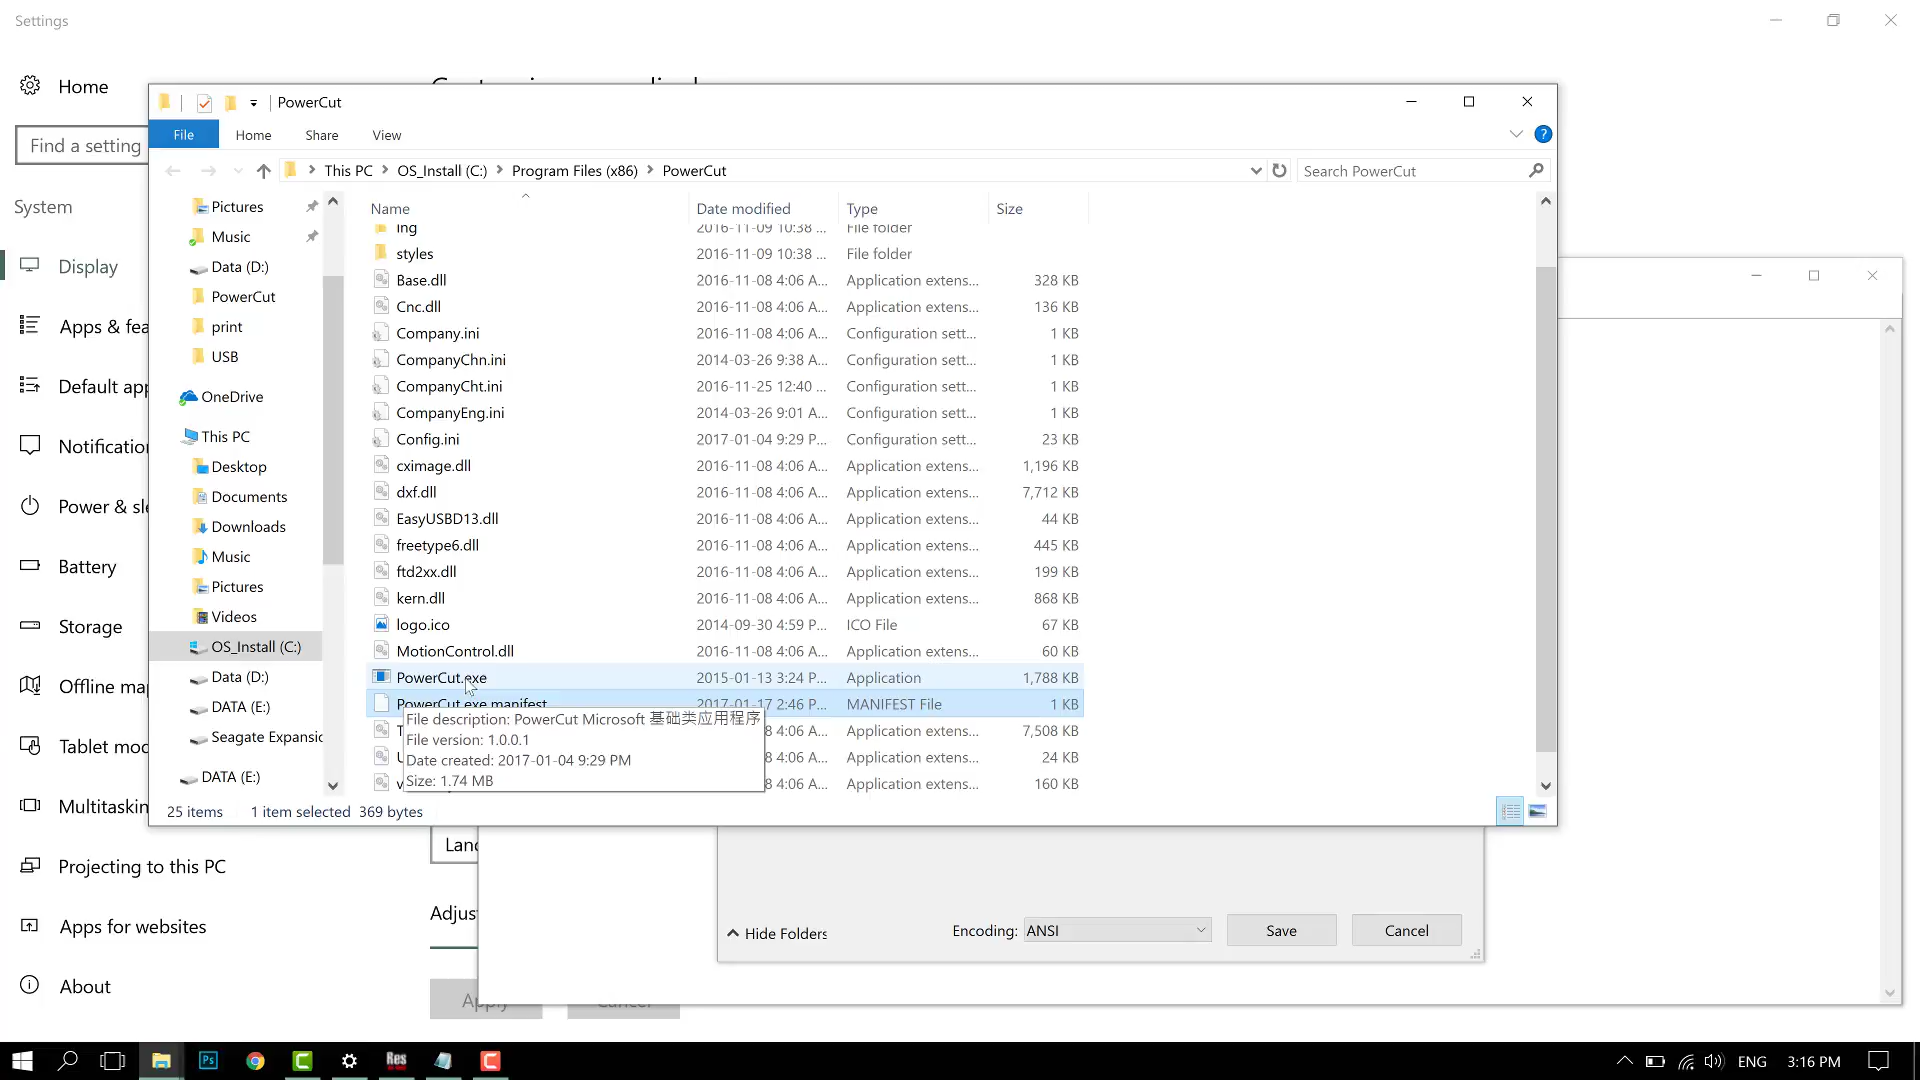 Settings
Home
Find a setting
System
Display
Apps & fea
Default app
Notification
Power & sle
Battery
Storage
Offline map
Tablet mod
Multitaskin
Projecting to this PC
Apps for websites
About
PowerCut
File Home Share View
This PC OS_Install (C:) Program Files (x86) PowerCut
Search PowerCut
Pictures
Music
Data (D:)
PowerCut
print
USB
OneDrive
This PC
Desktop
Documents
Downloads
Music
Pictures
Videos
OS_Install (C:)
Data (D:)
DATA (E:)
Seagate Expansic
DATA (E:)
Name Date modified Type Size
2016-11-09 10:38 ... File folder
styles 2016-11-09 10:38 ... File folder
Base.dll 2016-11-08 4:06 A... Application extens... 328 KB
Cnc.dll 2016-11-08 4:06 A... Application extens... 136 KB
Company.ini 2016-11-08 4:06 A... Configuration sett... 1 KB
CompanyChn.ini 2014-03-26 9:38 A... Configuration sett... 1 KB
CompanyCht.ini 2016-11-25 12:40 ... Configuration sett... 1 KB
CompanyEng.ini 2014-03-26 9:01 A... Configuration sett... 1 KB
Config.ini 2017-01-04 9:29 P... Configuration sett... 23 KB
cximage.dll 2016-11-08 4:06 A... Application extens... 1,196 KB
dxf.dll 2016-11-08 4:06 A... Application extens... 7,712 KB
EasyUSBD13.dll 2016-11-08 4:06 A... Application extens... 44 KB
freetype6.dll 2016-11-08 4:06 A... Application extens... 445 KB
ftd2xx.dll 2016-11-08 4:06 A... Application extens... 199 KB
kern.dll 2016-11-08 4:06 A... Application extens... 868 KB
logo.ico 2014-09-30 4:59 P... ICO File 67 KB
MotionControl.dll 2016-11-08 4:06 A... Application extens... 60 KB
PowerCut.exe 2015-01-13 3:24 P... Application 1,788 KB
PowerCut.exe.manifest 2017-01-17 2:46 P... MANIFEST File 1 KB
8 4:06 A... Application extens... 7,508 KB
8 4:06 A... Application extens... 24 KB
8 4:06 A... Application extens... 160 KB
File description: PowerCut Microsoft 基础类应用程序
File version: 1.0.0.1
Date created: 2017-01-04 9:29 PM
Size: 1.74 MB
25 items 1 item selected 369 bytes
Land
Adjus
Apply Cancel
Hide Folders Encoding: ANSI Save Cancel
Ps Res ENG 3:16 PM